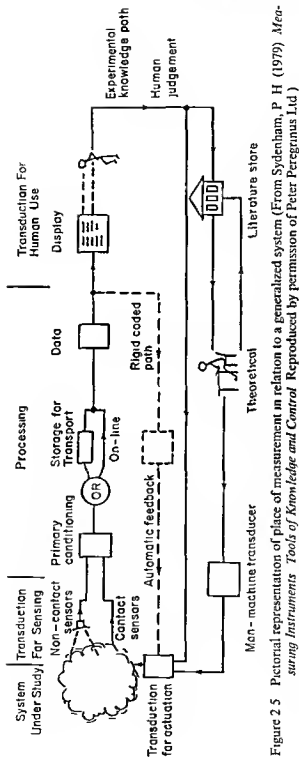 System
Under Study
Transduction
For Sensing
Processing
Transduction For
Human Use
Non-contact
sensors
Contact
sensors
Primary
conditioning
OR
Storage for
Transport
On-line
Data
Display
Experimental
knowledge path
Human
judgement
Rigid coded
path
Automatic feedback
Transduction
for actuation
Man-machine transducer
Theoretical
Literature store
Figure 2 5 Pictorial representation of place of measurement in relation to a generalized system (From Sydenham, P H (1979) Mea-
suring Instruments Tools of Knowledge and Control Reproduced by permission of Peter Peregrinus Ltd )